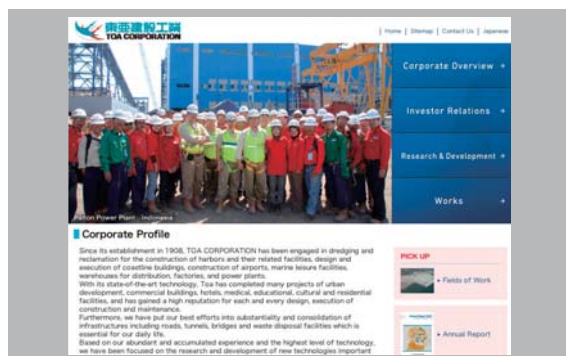 東亜建設工業
TOA CORPORATION
| Home | Sitemap | Contact Us | Japanese
Corporate Overview
Investor Relations
Research & Development
Works
Paiton Power Plant : Indonesia
Corporate Profile
Since its establishment in 1908, TOA CORPORATION has been engaged in dredging and
reclamation for the construction of harbors and their related facilities, design and
execution of coastline buildings, construction of airports, marine leisure facilities,
warehouses for distribution, factories, and power plants.
With its state-of-the-art technology, Toa has completed many projects of urban
development, commercial buildings, hotels, medical, educational, cultural and residential
facilities, and has gained a high reputation for each and every design, execution of
construction and maintenance.
Furthermore, we have put our best efforts into substantiality and consolidation of
infrastructures including roads, tunnels, bridges and waste disposal facilities which is
essential for our daily life.
Based on our abundant and accumulated experience and the highest level of technology,
we have been focused on the research and development of new technologies important
PICK UP
Fields of Work
Annual Report